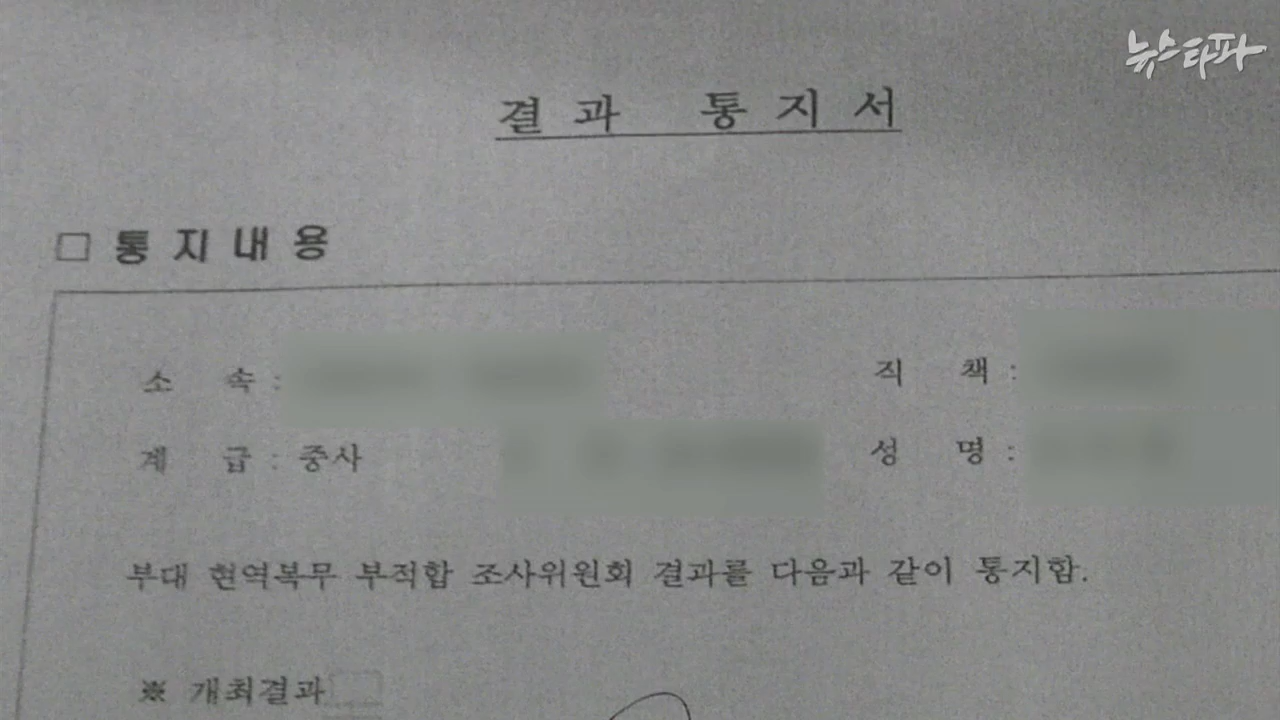 뉴스타파
결과 통지서
□ 통지내용
소 속 : 직 책 :
계 급 : 중사 성 명 :
부대 현역복무 부적합 조사위원회 결과를 다음과 같이 통지함.
※ 개최결과